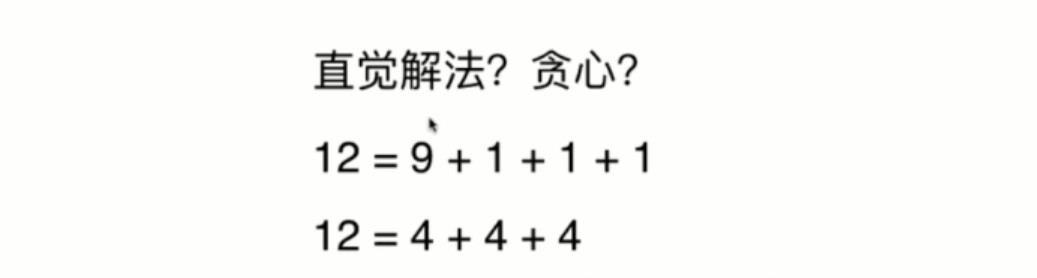 直觉解法？贪心？
12 = 9 + 1 + 1 + 1
12 = 4 + 4 + 4